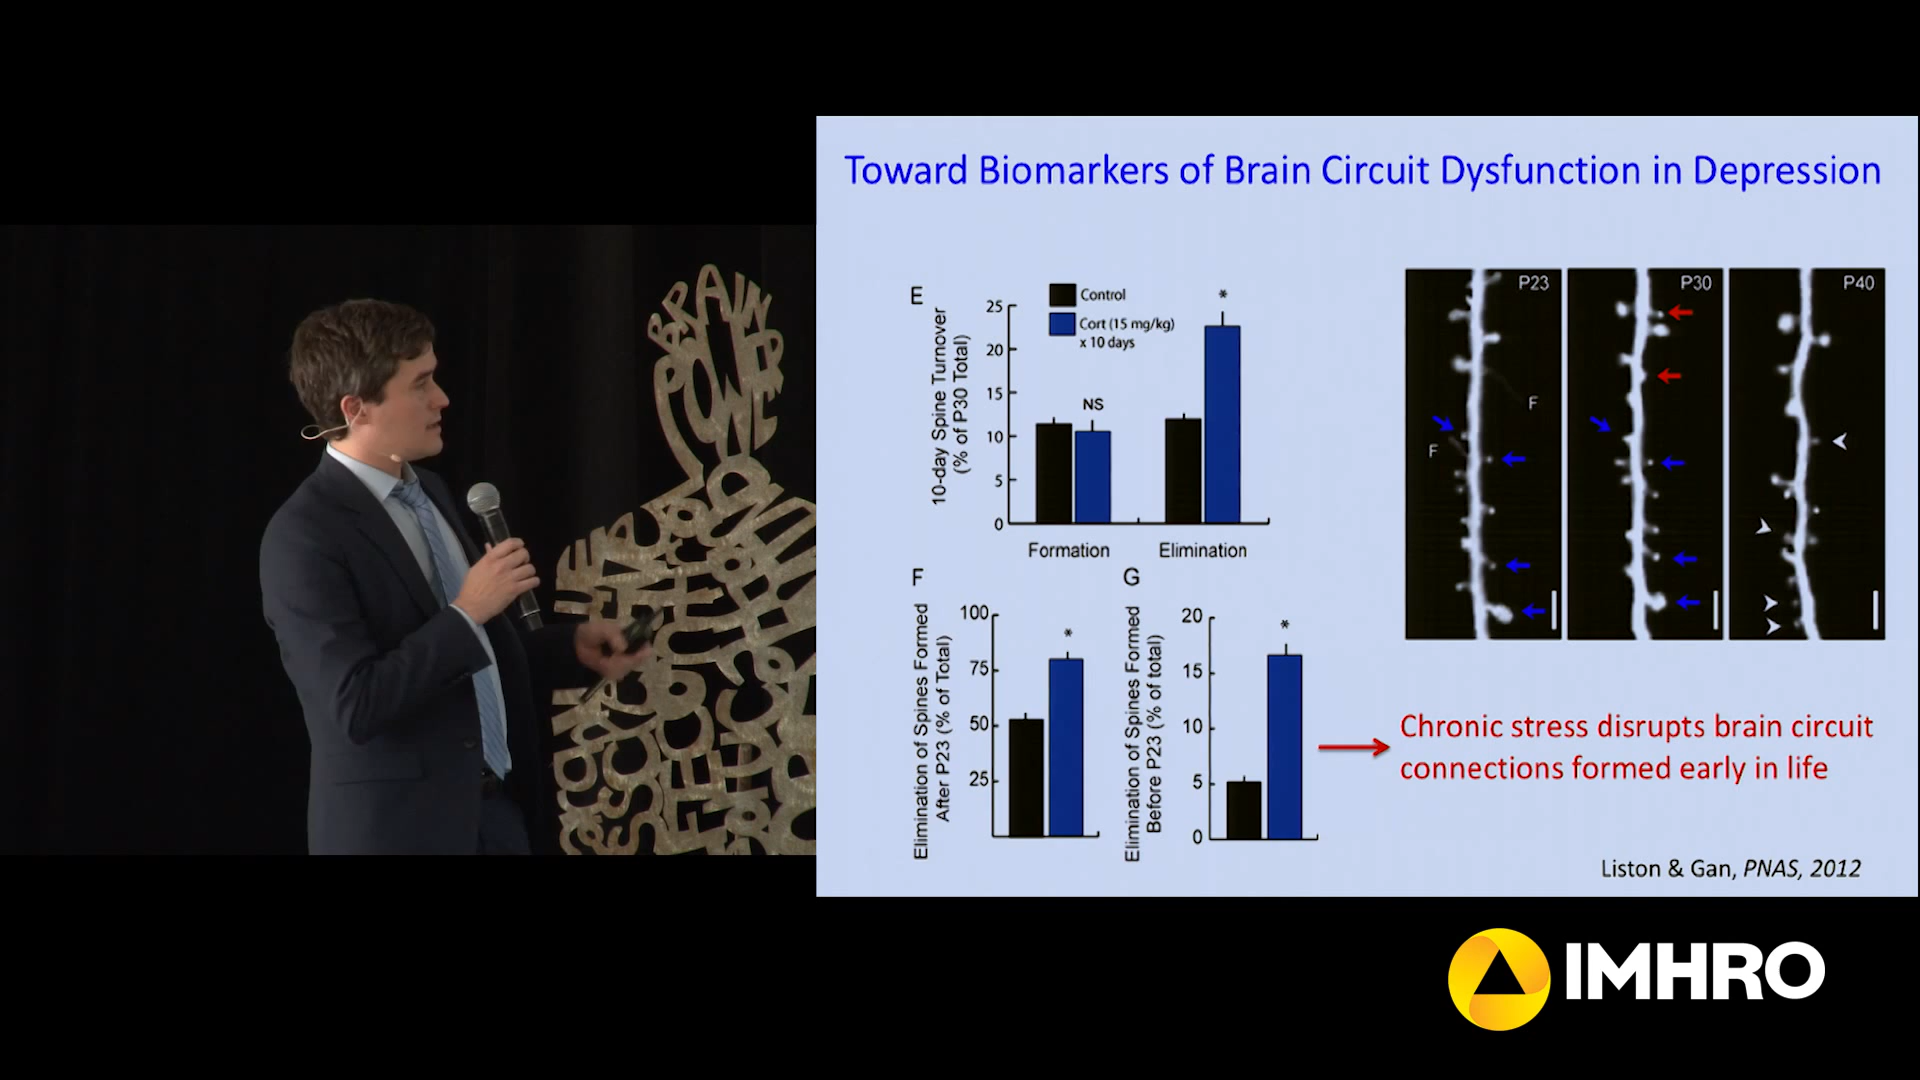 Toward Biomarkers of Brain Circuit Dysfunction in Depression
E
10-day Spine Turnover
(% of P30 Total)
25
20
15
10
5
0
Control
Cort (15 mg/kg)
x 10 days
NS
*
Formation
Elimination
F
Elimination of Spines Formed
After P23 (% of Total)
100
75
50
25
*
G
Elimination of Spines Formed
Before P23 (% of total)
20
15
10
5
0
*
P23
F
F
P30
P40
Chronic stress disrupts brain circuit
connections formed early in life
Liston & Gan, PNAS, 2012
BRAIN
POWER
IMHRO